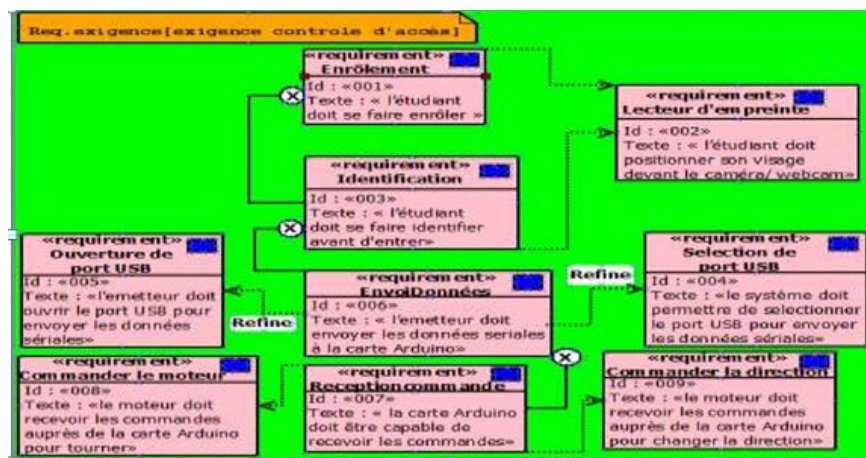 Req.exigence[exigence controle d'accès]
«requirement»
Enrôlement
Id : «001»
Texte : « l'étudiant
doit se faire enrôler »
«requirement»
Lecteur d'empreinte
Id : «002»
Texte : « l'étudiant doit
positionner son visage
devant le caméra/ webcam»
«requirement»
Identification
Id : «003»
Texte : « l'étudiant
doit se faire identifier
avant d'entrer»
«requirement»
Ouverture de
port USB
Id : «005»
Texte : «l'emetteur doit
ouvrir le port USB pour
envoyer les données
sériales»
Refine
«requirement»
EnvoiDonnées
Id : «006»
Texte : « l'emetteur doit
envoyer les données seriales
à la carte Arduino»
Refine
«requirement»
Selection de
port USB
Id : «004»
Texte : «le système doit
permettre de selectionner
le port USB pour envoyer
les données sériales»
«requirement»
Commander le moteur
Id : «008»
Texte : «le moteur doit
recevoir les commandes
auprès de la carte Arduino
pour tourner»
«requirement»
Receptioncommande
Id : «007»
Texte : « la carte Arduino
doit être capable de
recevoir les commandes»
«requirement»
Commander la direction
Id : «009»
Texte : «le moteur doit
recevoir les commandes
auprès de la carte Arduino
pour changer la direction»